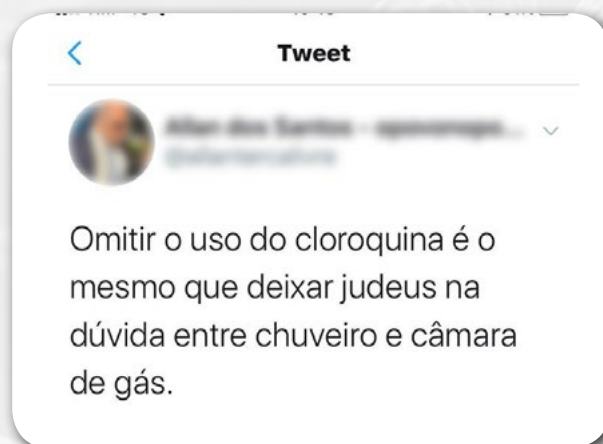 Tweet
Omitir o uso do cloroquina é o
mesmo que deixar judeus na
dúvida entre chuveiro e câmara
de gás.